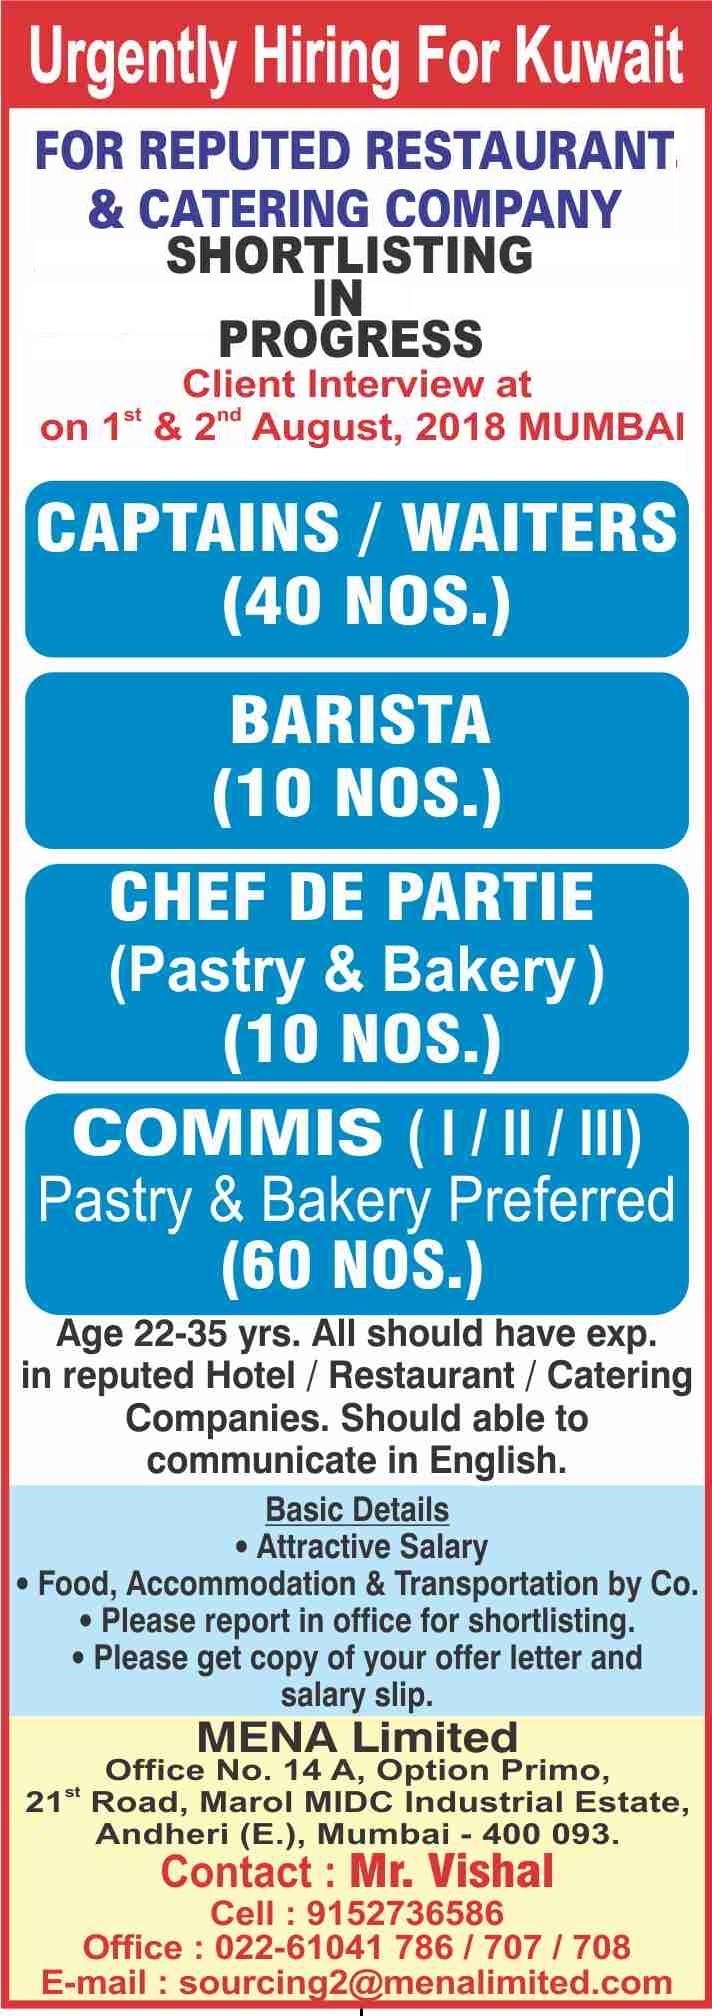 Urgently Hiring For Kuwait
FOR REPUTED RESTAURANT.
& CATERING COMPANY
SHORTLISTING
IN
PROGRESS
Client Interview at
on 1st & 2nd August, 2018 MUMBAI
CAPTAINS / WAITERS
(40 NOS.)
BARISTA
(10 NOS.)
CHEF DE PARTIE
(Pastry & Bakery)
(10 NOS.)
COMMIS (I/II/III)
Pastry & Bakery Preferred
(60 NOS.)
Age 22-35 yrs. All should have exp.
in reputed Hotel / Restaurant / Catering
Companies. Should able to
communicate in English.
Basic Details
• Attractive Salary
• Food, Accommodation & Transportation by Co.
• Please report in office for shortlisting.
• Please get copy of your offer letter and
salary slip.
MENA Limited
Office No. 14 A, Option Primo,
21st Road, Marol MIDC Industrial Estate,
Andheri (E.), Mumbai - 400 093.
Contact : Mr. Vishal
Cell : 9152736586
Office : 022-61041 786 / 707 / 708
E-mail : sourcing2@menalimited.com